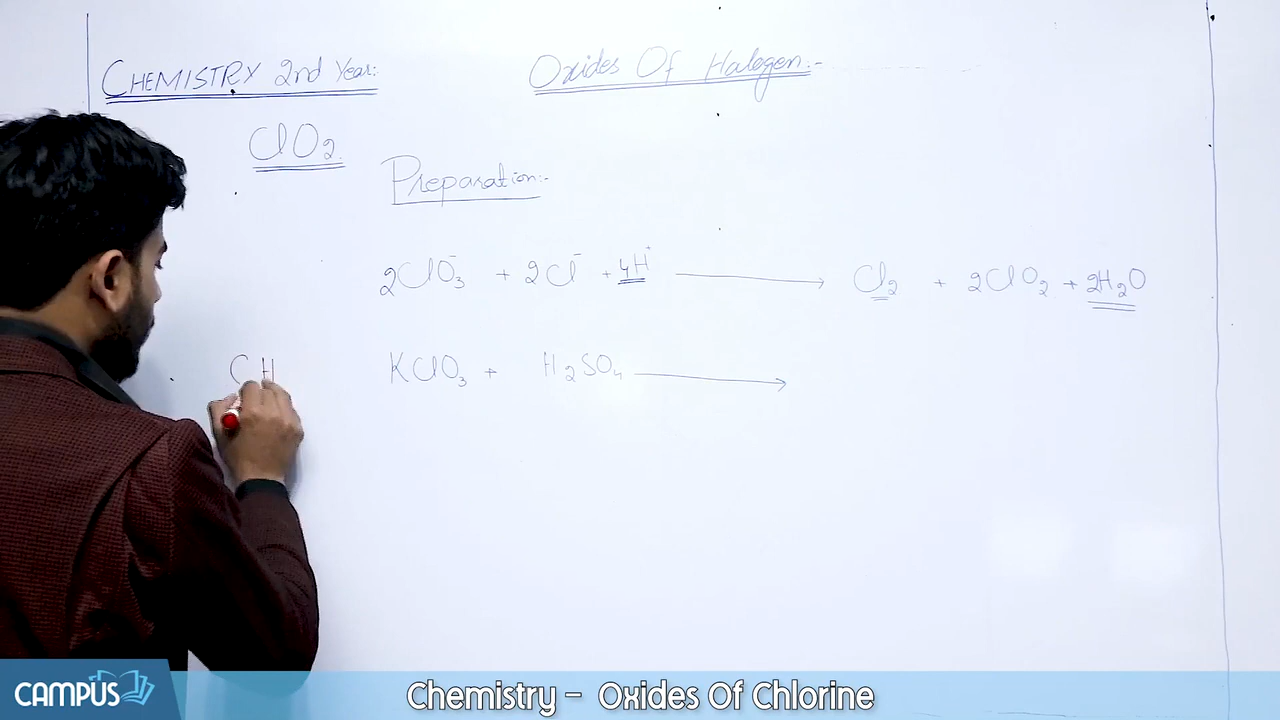 CHEMISTRY 2nd Year:
Oxides Of Halogen:-
ClO₂
Preparation:-
2ClO₃⁻ + 2Cl⁻ + 4H⁺ ⟶ Cl₂ + 2ClO₂ + 2H₂O
CH
KClO₃ + H₂SO₄ ⟶
CAMPUS
Chemistry – Oxides Of Chlorine